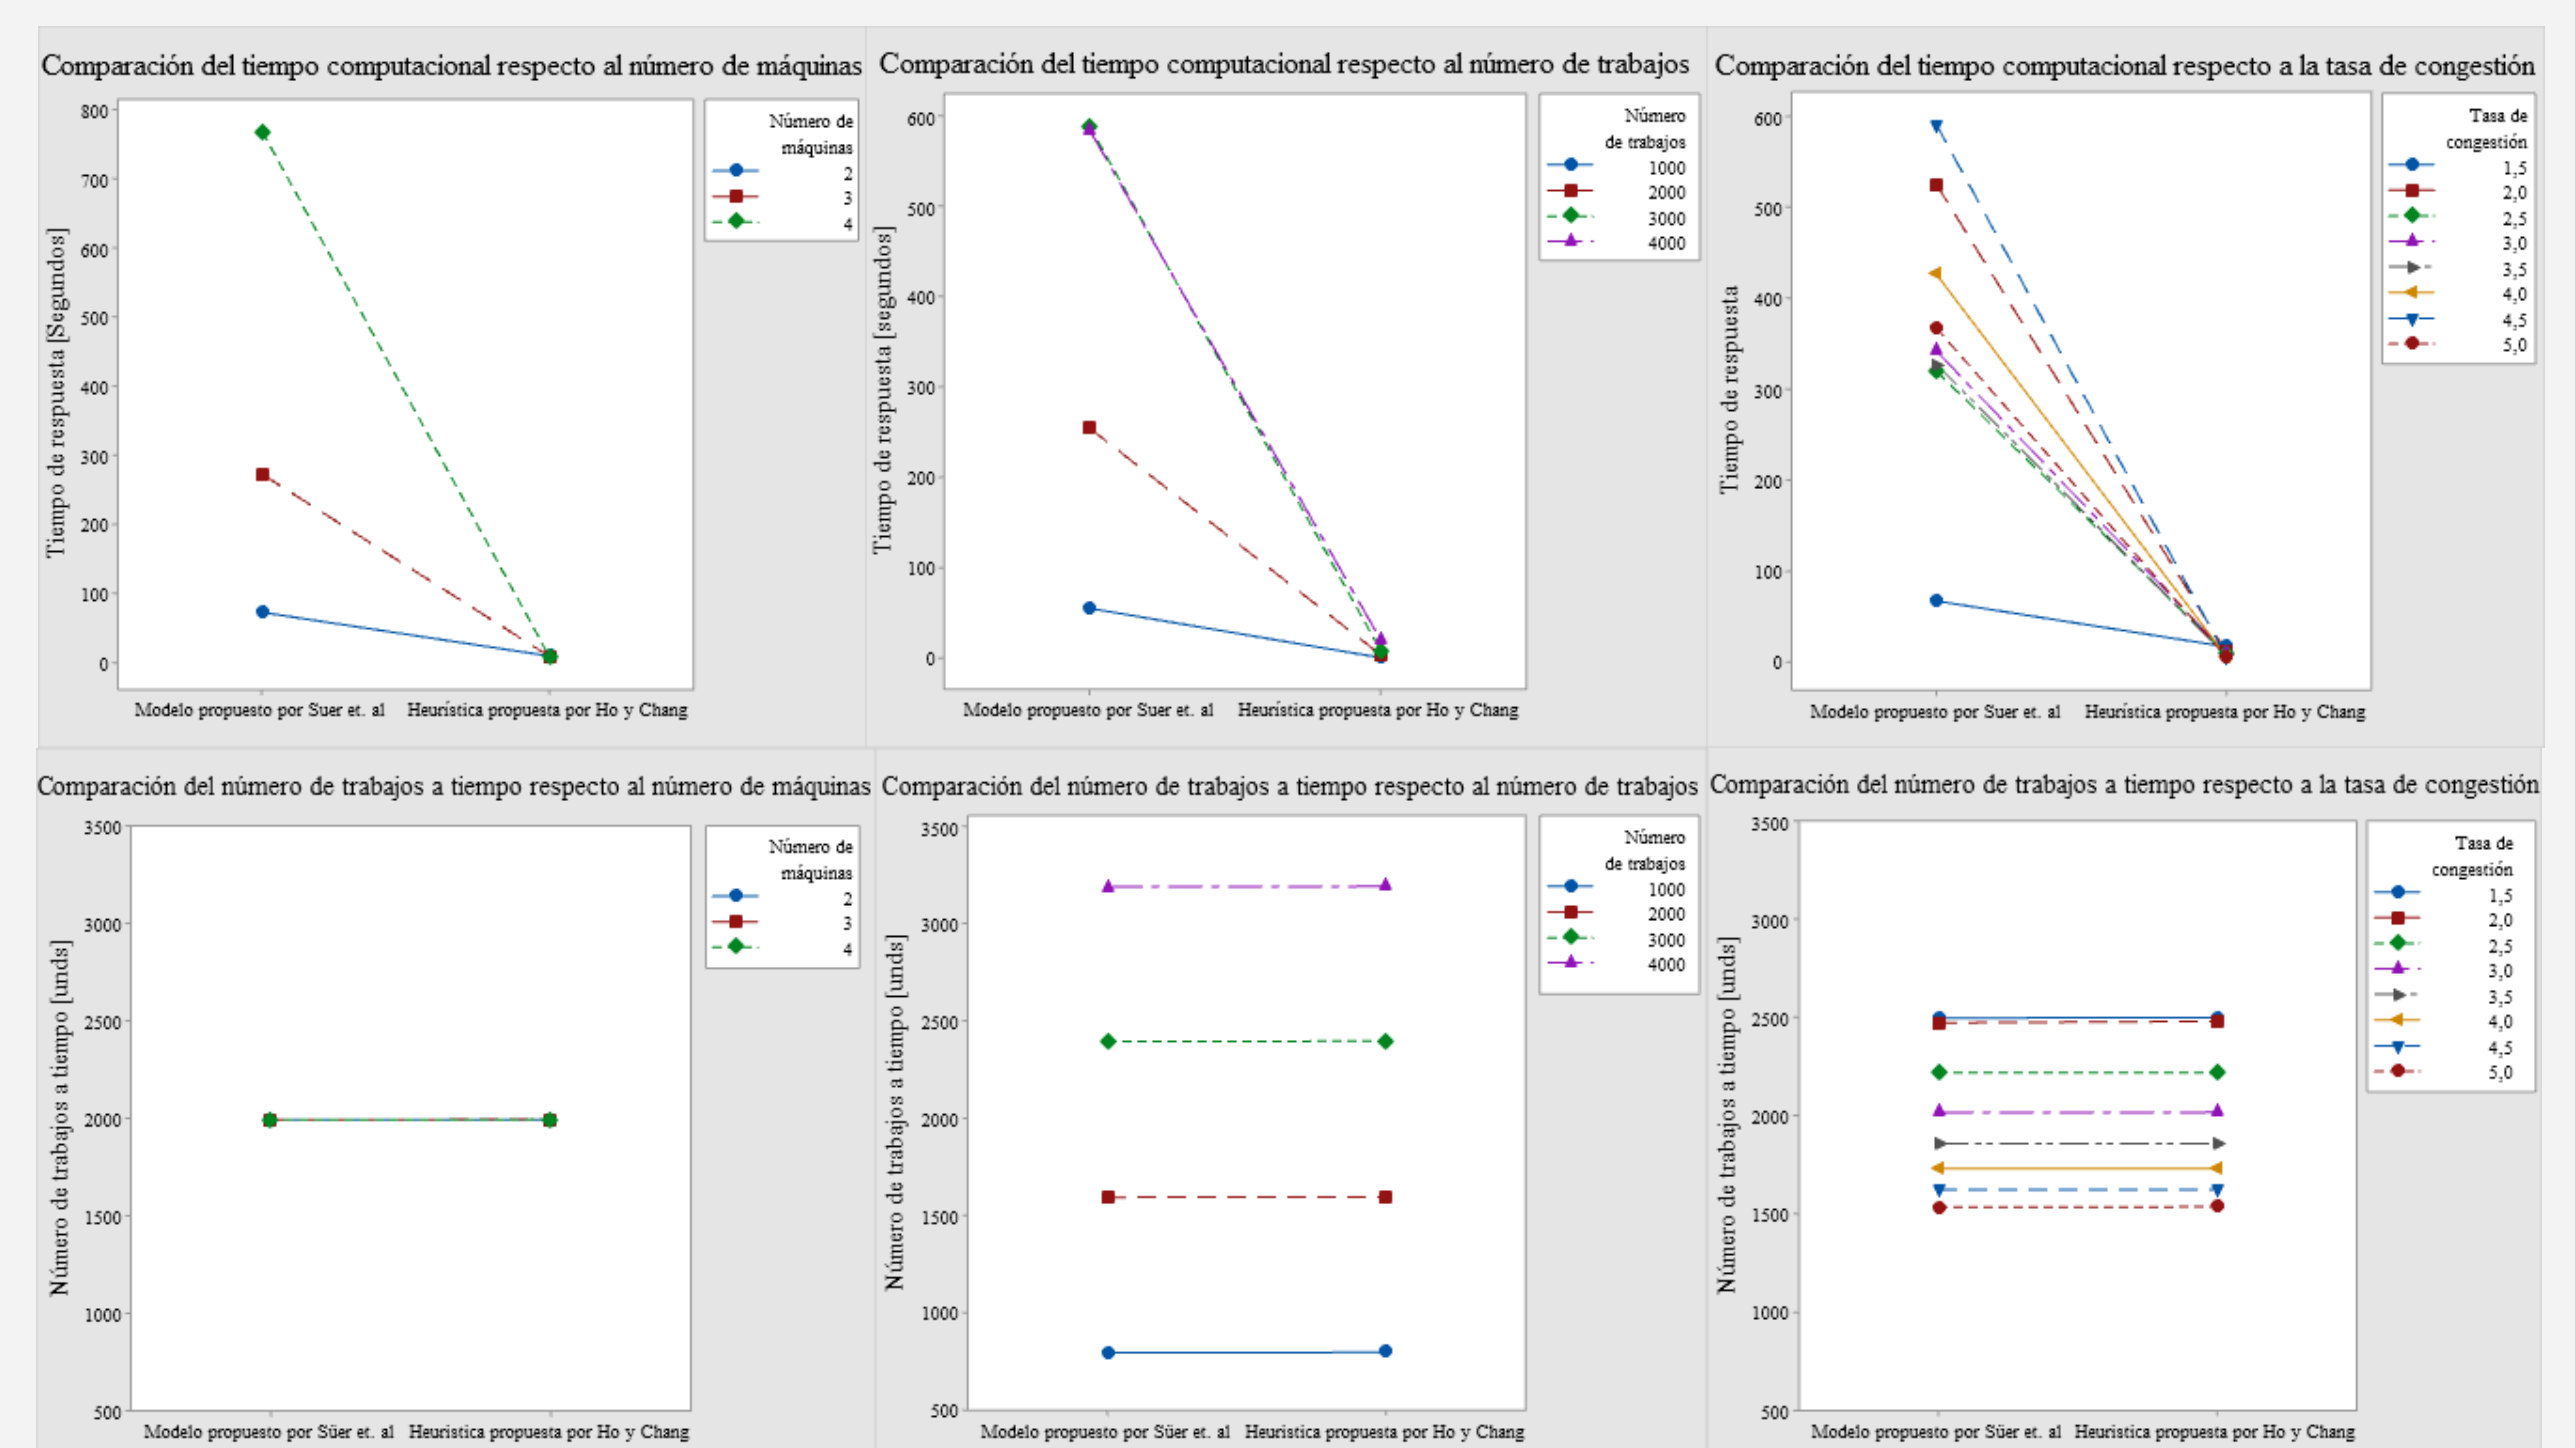 Comparación del tiempo computacional respecto al número de máquinas
800
700
600
500
400
300
200
100
0
Tiempo de respuesta [Segundos]
Modelo propuesto por Suer et. al
Heurística propuesta por Ho y Chang
Número de
máquinas
2
3
4
Comparación del tiempo computacional respecto al número de trabajos
600
500
400
300
200
100
0
Tiempo de respuesta [segundos]
Modelo propuesto por Suer et. al
Heurística propuesta por Ho y Chang
Número
de trabajos
1000
2000
3000
4000
Comparación del tiempo computacional respecto a la tasa de congestión
600
500
400
300
200
100
0
Tiempo de respuesta
Modelo propuesto por Suer et. al
Heurística propuesta por Ho y Chang
Tasa de
congestión
1,5
2,0
2,5
3,0
3,5
4,0
4,5
5,0
Comparación del número de trabajos a tiempo respecto al número de máquinas
3500
3000
2500
2000
1500
1000
500
Número de trabajos a tiempo [unds]
Modelo propuesto por Süer et. al
Heurística propuesta por Ho y Chang
Número de
máquinas
2
3
4
Comparación del número de trabajos a tiempo respecto al número de trabajos
3500
3000
2500
2000
1500
1000
500
Número de trabajos a tiempo [unds]
Modelo propuesto por Süer et. al
Heurística propuesta por Ho y Chang
Número
de trabajos
1000
2000
3000
4000
Comparación del número de trabajos a tiempo respecto a la tasa de congestión
3500
3000
2500
2000
1500
1000
500
Número de trabajos a tiempo [unds]
Modelo propuesto por Süer et. al
Heurística propuesta por Ho y Chang
Tasa de
congestión
1,5
2,0
2,5
3,0
3,5
4,0
4,5
5,0